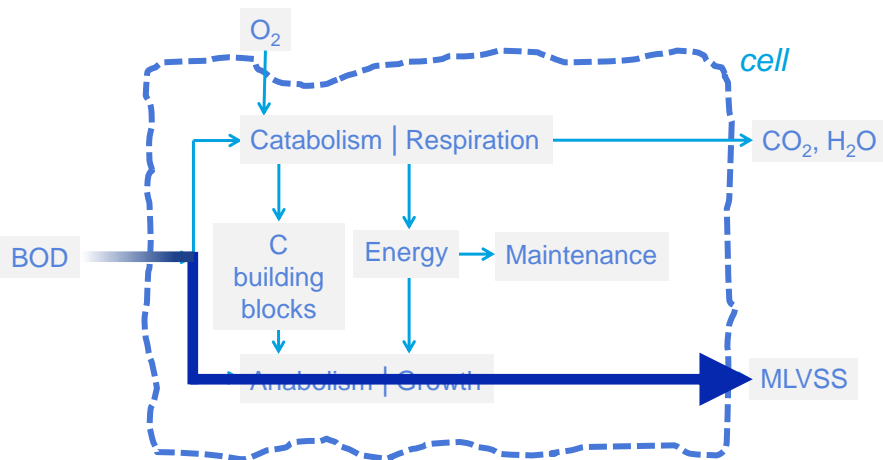 O₂
cell
Catabolism | Respiration
CO₂, H₂O
BOD
C
building
blocks
Energy
Maintenance
Anabolism | Growth
MLVSS